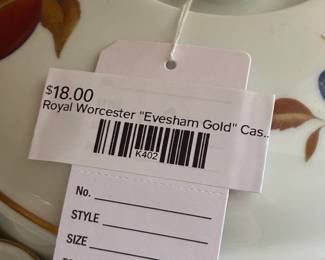 $18.00
Royal Worcester "Evesham Gold" Cas..
K402
No.
STYLE
SIZE